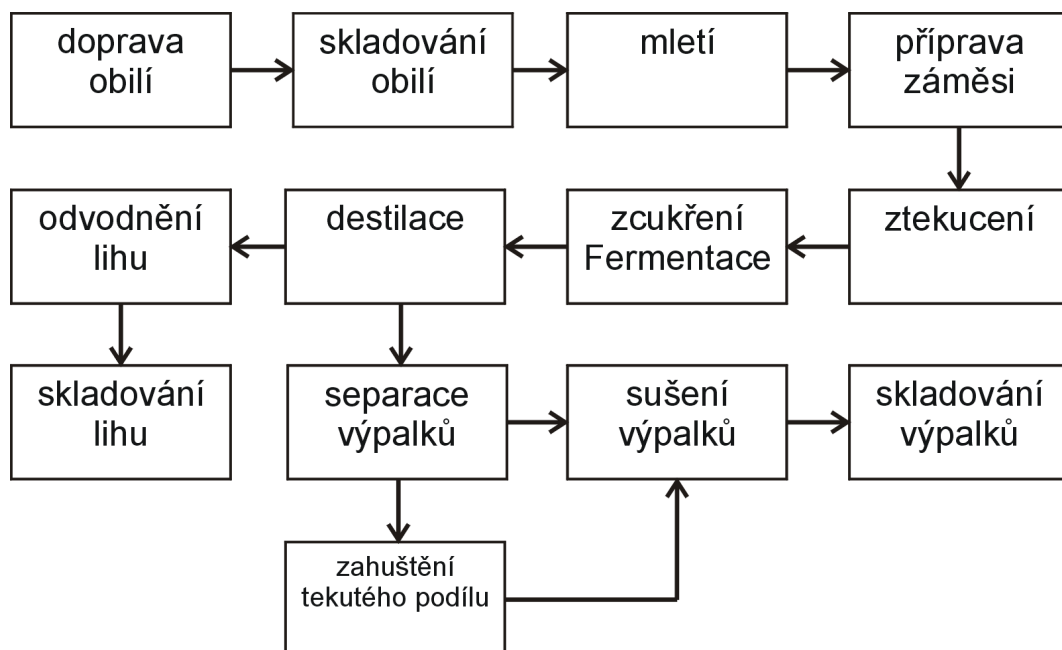 doprava
obilí
skladování
obilí
mletí
příprava
záměsi
odvodnění
lihu
destilace
zcukření
Fermentace
ztekucení
skladování
lihu
separace
výpalků
sušení
výpalků
skladování
výpalků
zahuštění
tekutého podílu